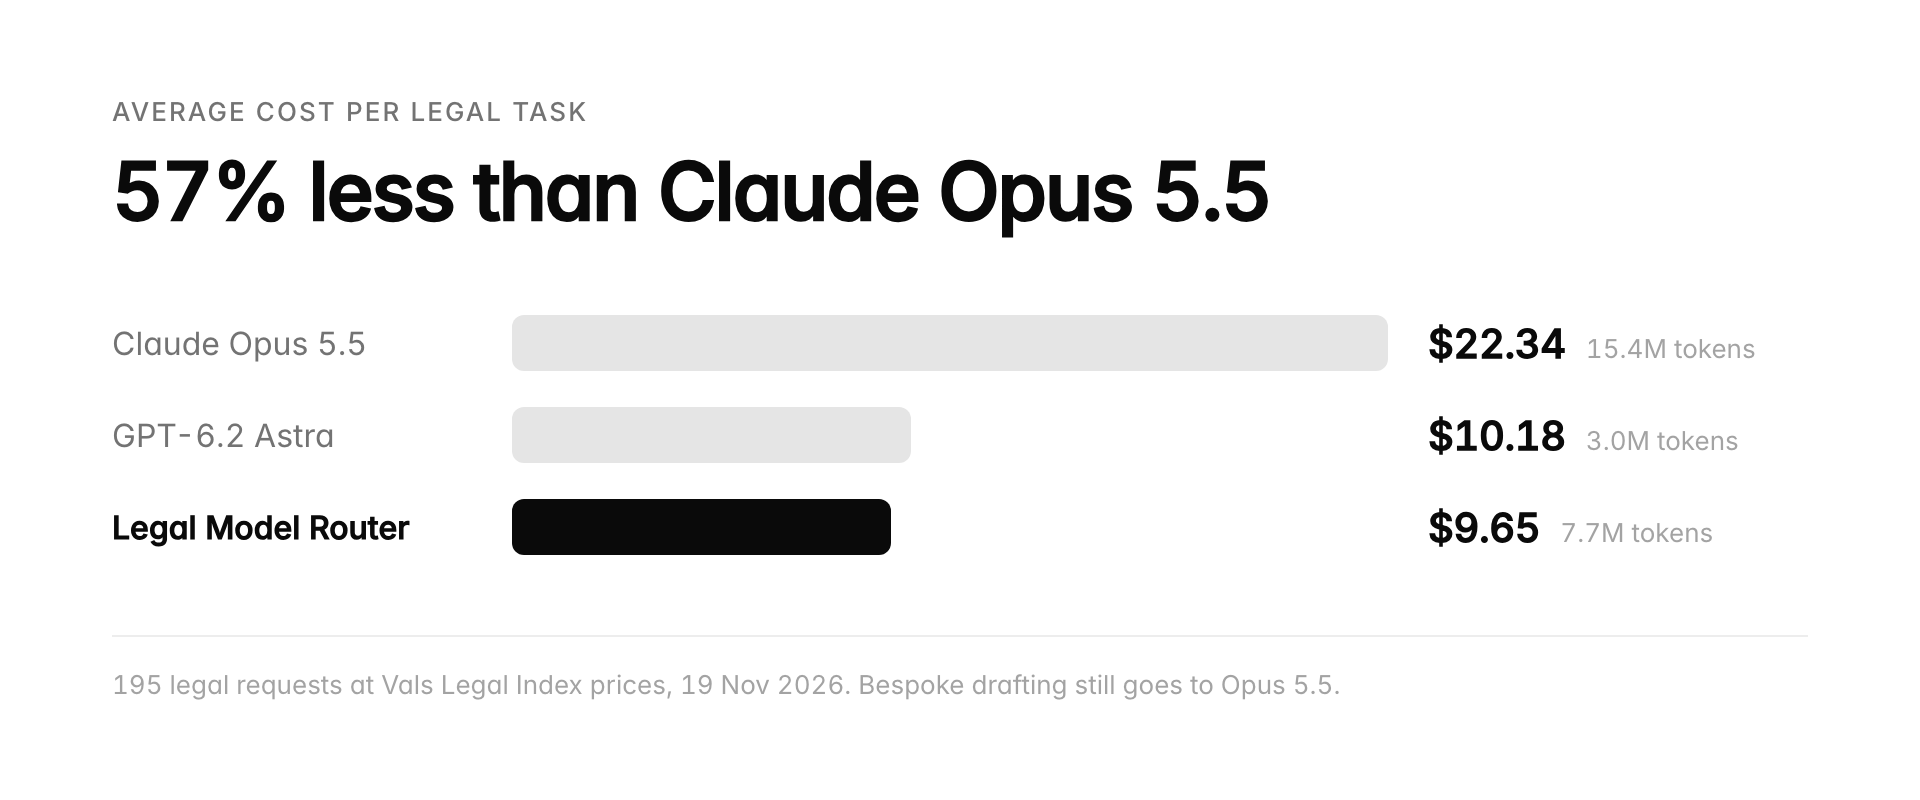 AVERAGE COST PER LEGAL TASK
57% less than Claude Opus 5.5
Claude Opus 5.5 $22.34 15.4M tokens
GPT-6.2 Astra $10.18 3.0M tokens
Legal Model Router $9.65 7.7M tokens
195 legal requests at Vals Legal Index prices, 19 Nov 2026. Bespoke drafting still goes to Opus 5.5.